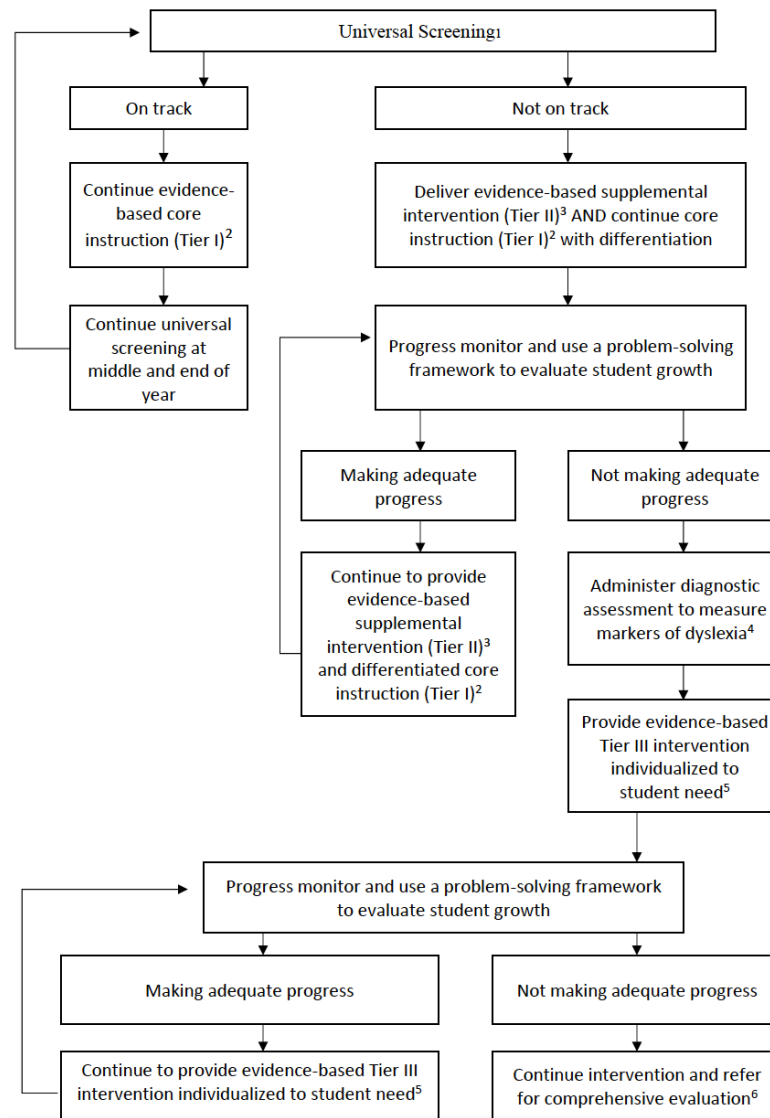 Universal Screening1
On track
Not on track
Continue evidence-
based core
instruction (Tier I)²
Deliver evidence-based supplemental
intervention (Tier II)³ AND continue core
instruction (Tier I)² with differentiation
Continue universal
screening at
middle and end of
year
Progress monitor and use a problem-solving
framework to evaluate student growth
Making adequate
progress
Not making adequate
progress
Continue to provide
evidence-based
supplemental
intervention (Tier II)³
and differentiated core
instruction (Tier I)²
Administer diagnostic
assessment to measure
markers of dyslexia⁴
Provide evidence-based
Tier III intervention
individualized to
student need⁵
Progress monitor and use a problem-solving framework
to evaluate student growth
Making adequate progress
Not making adequate progress
Continue to provide evidence-based Tier III
intervention individualized to student need⁵
Continue intervention and refer
for comprehensive evaluation⁶